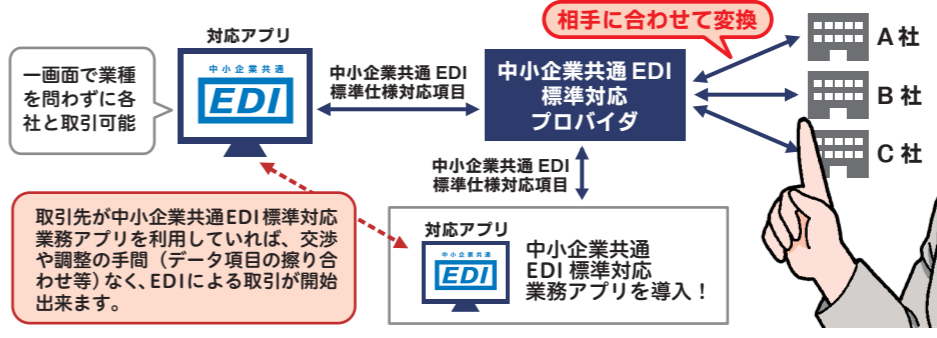 相手に合わせて変換
対応アプリ
一画面で業種
を問わずに各
社と取引可能
中小企業共通
EDI
中小企業共通 EDI
標準仕様対応項目
中小企業共通 EDI
標準対応
プロバイダ
A 社
B 社
C 社
中小企業共通 EDI
標準仕様対応項目
取引先が中小企業共通EDI標準対応
業務アプリを利用していれば、交渉
や調整の手間（データ項目の擦り合
わせ等）なく、EDIによる取引が開始
出来ます。
対応アプリ
中小企業共通
EDI
中小企業共通
EDI 標準対応
業務アプリを導入！